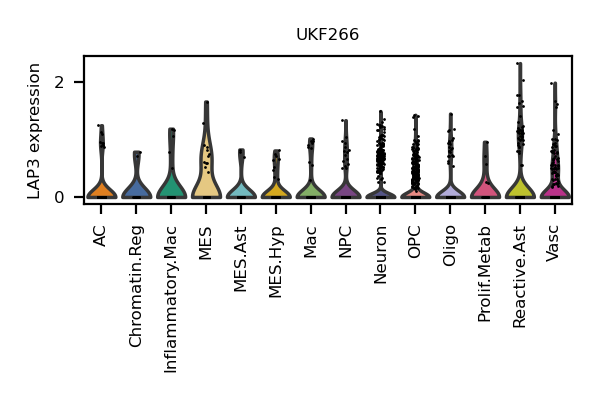 UKF266
LAP3 expression
2
0
AC
Chromatin.Reg
Inflammatory.Mac
MES
MES.Ast
MES.Hyp
Mac
NPC
Neuron
OPC
Oligo
Prolif.Metab
Reactive.Ast
Vasc